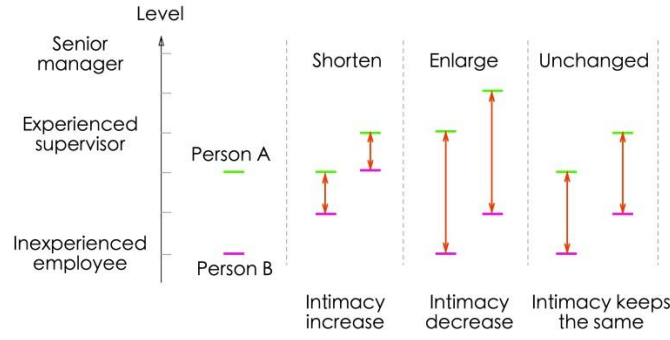 Level
Senior
manager
Shorten
Enlarge
Unchanged
Experienced
supervisor
Person A
Inexperienced
employee
Person B
Intimacy
increase
Intimacy
decrease
Intimacy keeps
the same